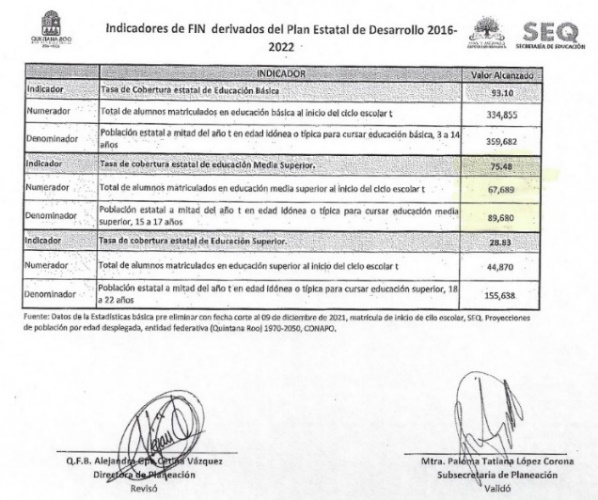 Indicadores de FIN derivados del Plan Estatal de Desarrollo 2016-
2022
QUINTANA ROO
SEQ
SECRETARÍA DE EDUCACIÓN
INDICADOR Valor Alcanzado
Indicador Tasa de Cobertura estatal de Educación Básica 93.10
Numerador Total de alumnos matriculados en educación básica al inicio del ciclo escolar t 334,855
Denominador Población estatal a mitad del año t en edad idónea o típica para cursar educación básica, 3 a 14
años 359,682
Indicador Tasa de cobertura estatal de educación Media Superior. 75.48
Numerador Total de alumnos matriculados en educación media superior al inicio del ciclo escolar t 67,689
Denominador Población estatal a mitad del año t en edad idónea o típica para cursar educación media
superior, 15 a 17 años 89,680
Indicador Tasa de cobertura estatal de Educación Superior. 28.83
Numerador Total de alumnos matriculados en educación superior al inicio del ciclo escolar t 44,870
Denominador Población estatal a mitad del año t en edad idónea o típica para cursar educación superior, 18
a 22 años 155,638
Fuente: Datos de la Estadísticas básica pre eliminar con fecha corte al 09 de diciembre de 2021, matrícula de inicio de cilo escolar, SEQ, Proyecciones
de población por edad desplegada, entidad federativa (Quintana Roo) 1970-2050, CONAPO.
Q.F.B. Alejandra Vázquez
Directora de Planeación
Revisó
Mtra. Paloma Tatiana López Corona
Subsecretaria de Planeación
Validó